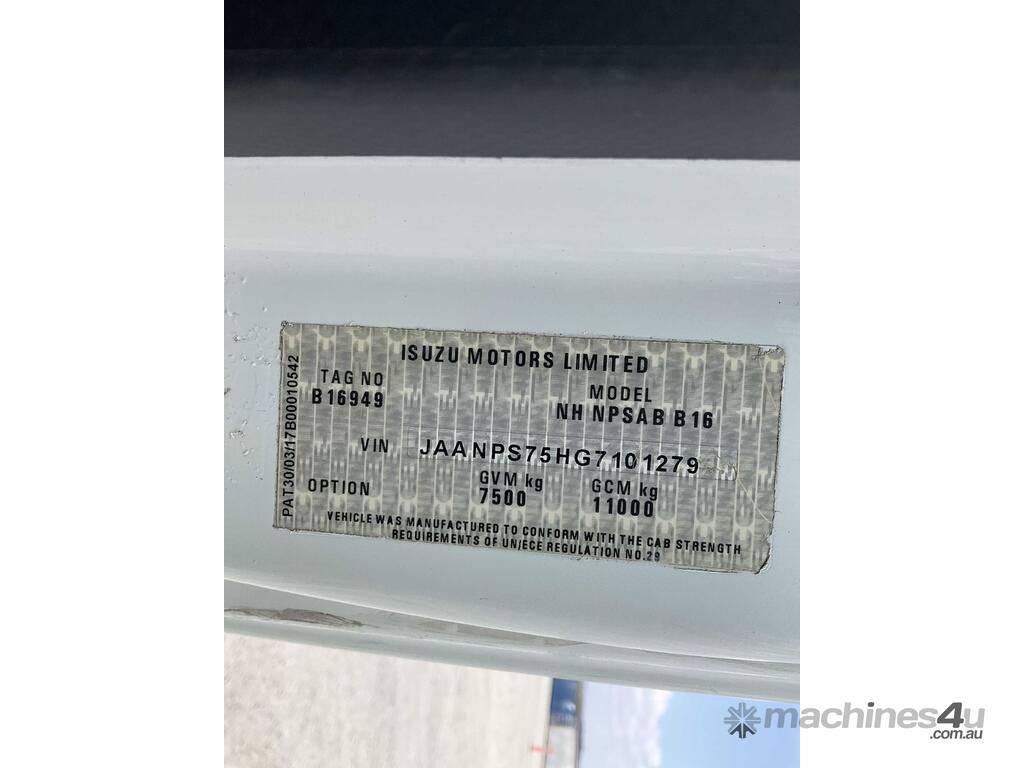 ISUZU MOTORS LIMITED
TAG NO
B16949
MODEL
NH NPSAB B16
VIN JAANPS75HG7101279
OPTION
GVM kg
7500
GCM kg
11000
VEHICLE WAS MANUFACTURED TO CONFORM WITH THE CAB STRENGTH
REQUIREMENTS OF UN/ECE REGULATION NO.29
PAT30/03/17B00010542
machines4u
.com.au